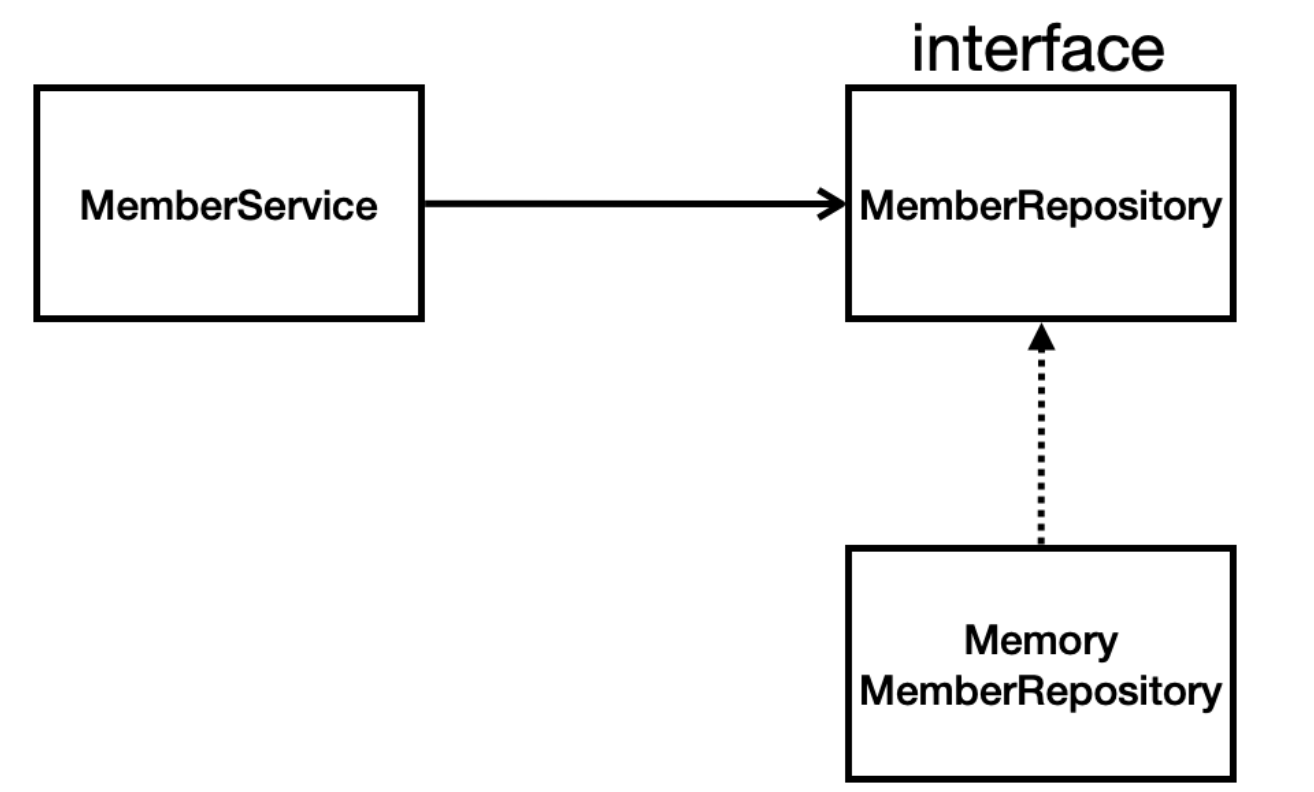 interface
MemberService
MemberRepository
Memory
MemberRepository